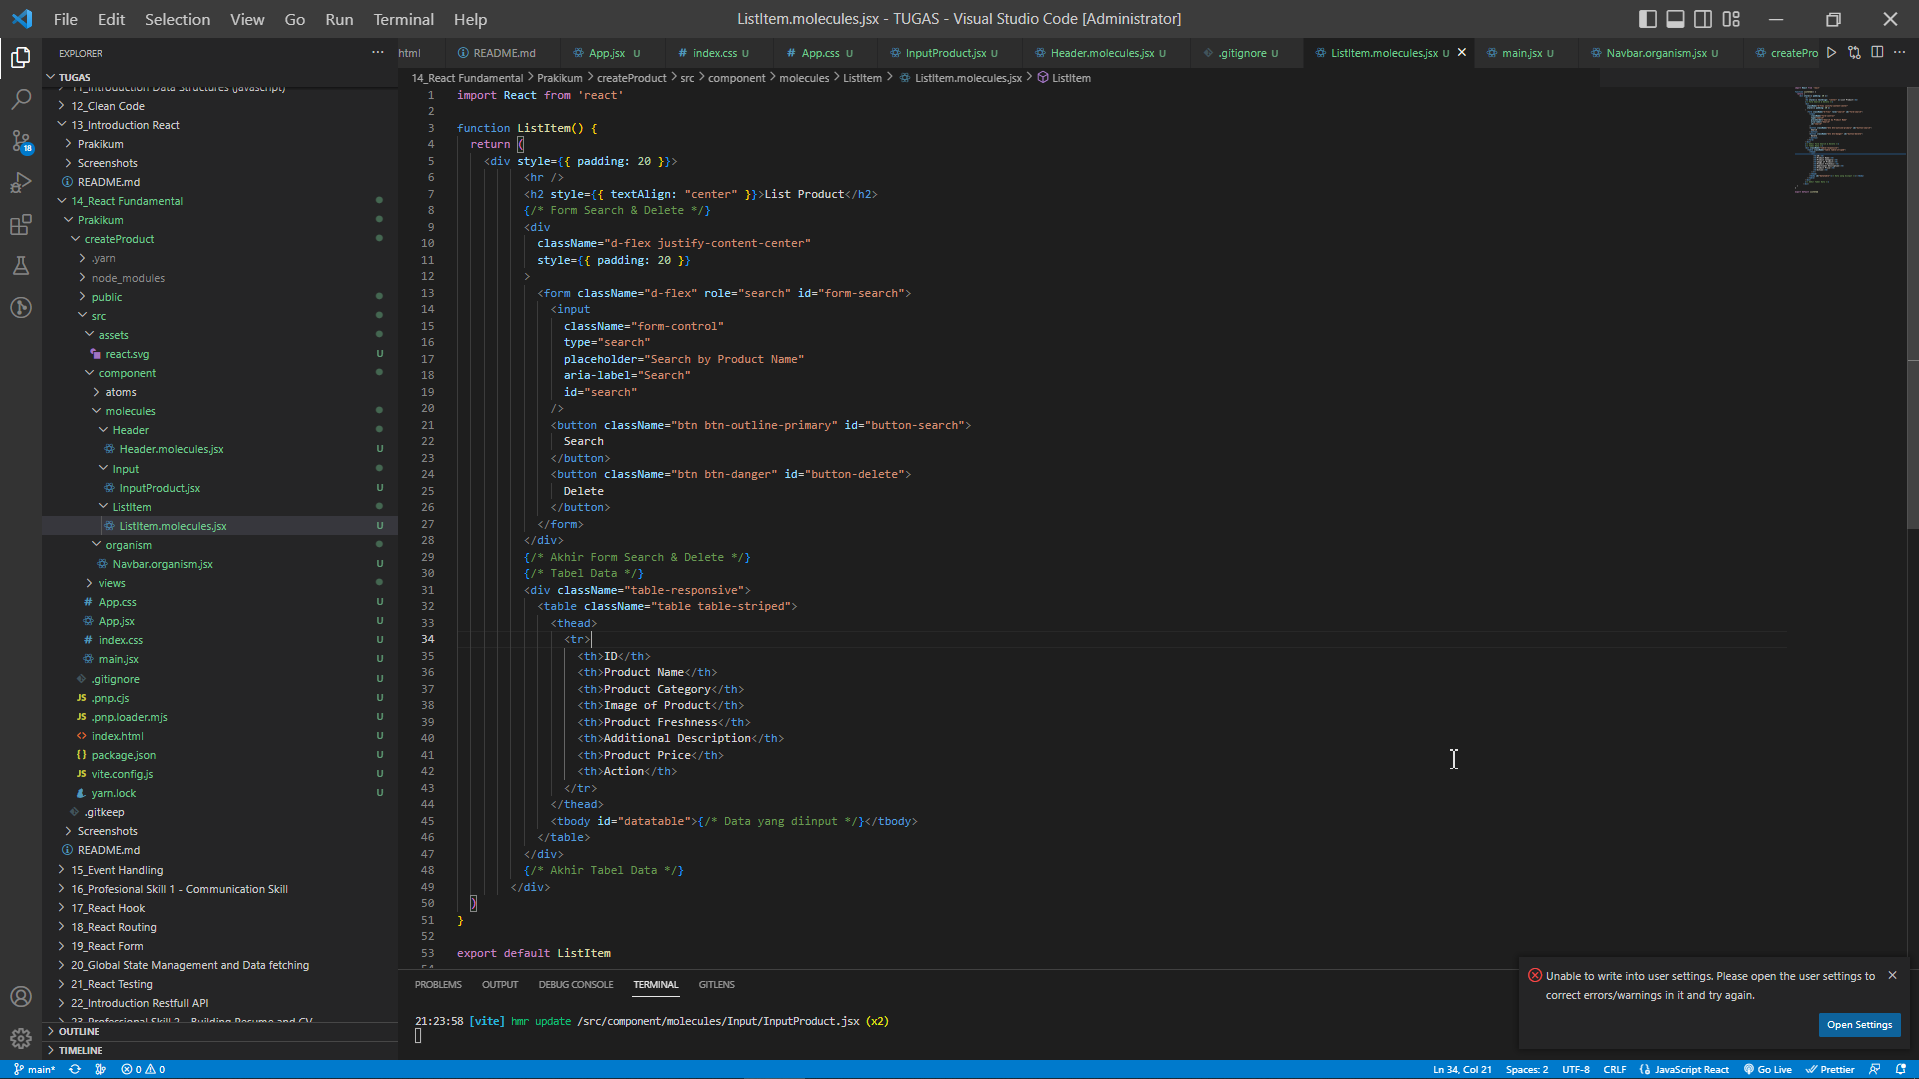 File Edit Selection View Go Run Terminal Help
ListItem.molecules.jsx - TUGAS - Visual Studio Code [Administrator]
EXPLORER
TUGAS
11_Introduction Data Structures (javascript)
12_Clean Code
13_Introduction React
Prakikum
Screenshots
README.md
14_React Fundamental
Prakikum
createProduct
.yarn
node_modules
public
src
assets
react.svg U
component
atoms
molecules
Header
Header.molecules.jsx U
Input
InputProduct.jsx U
ListItem
ListItem.molecules.jsx U
organism
Navbar.organism.jsx U
views
App.css U
App.jsx U
index.css U
main.jsx U
.gitignore U
.pnp.cjs U
.pnp.loader.mjs U
index.html U
package.json U
vite.config.js U
yarn.lock U
.gitkeep
Screenshots
README.md
15_Event Handling
16_Profesional Skill 1 - Communication Skill
17_React Hook
18_React Routing
19_React Form
20_Global State Management and Data fetching
21_React Testing
22_Introduction Restfull API
23_Professional Skill 2 - Building Resume and CV
OUTLINE
TIMELINE
18
html README.md App.jsx U index.css U App.css U InputProduct.jsx U Header.molecules.jsx U .gitignore U ListItem.molecules.jsx U main.jsx U Navbar.organism.jsx U createPro
14_React Fundamental > Prakikum > createProduct > src > component > molecules > ListItem > ListItem.molecules.jsx > ListItem
1 import React from 'react'
2
3 function ListItem() {
4 return (
5 <div style={{ padding: 20 }}>
6 <hr />
7 <h2 style={{ textAlign: "center" }}>List Product</h2>
8 {/* Form Search & Delete */}
9 <div
10 className="d-flex justify-content-center"
11 style={{ padding: 20 }}
12 >
13 <form className="d-flex" role="search" id="form-search">
14 <input
15 className="form-control"
16 type="search"
17 placeholder="Search by Product Name"
18 aria-label="Search"
19 id="search"
20 />
21 <button className="btn btn-outline-primary" id="button-search">
22 Search
23 </button>
24 <button className="btn btn-danger" id="button-delete">
25 Delete
26 </button>
27 </form>
28 </div>
29 {/* Akhir Form Search & Delete */}
30 {/* Tabel Data */}
31 <div className="table-responsive">
32 <table className="table table-striped">
33 <thead>
34 <tr>
35 <th>ID</th>
36 <th>Product Name</th>
37 <th>Product Category</th>
38 <th>Image of Product</th>
39 <th>Product Freshness</th>
40 <th>Additional Description</th>
41 <th>Product Price</th>
42 <th>Action</th>
43 </tr>
44 </thead>
45 <tbody id="datatable">{/* Data yang diinput */}</tbody>
46 </table>
47 </div>
48 {/* Akhir Tabel Data */}
49 </div>
50 )
51 }
52
53 export default ListItem
54
PROBLEMS OUTPUT DEBUG CONSOLE TERMINAL GITLENS
21:23:58 [vite] hmr update /src/component/molecules/Input/InputProduct.jsx (x2)
Unable to write into user settings. Please open the user settings to
correct errors/warnings in it and try again.
Open Settings
main* 0 0 Ln 34, Col 21 Spaces: 2 UTF-8 CRLF JavaScript React Go Live Prettier